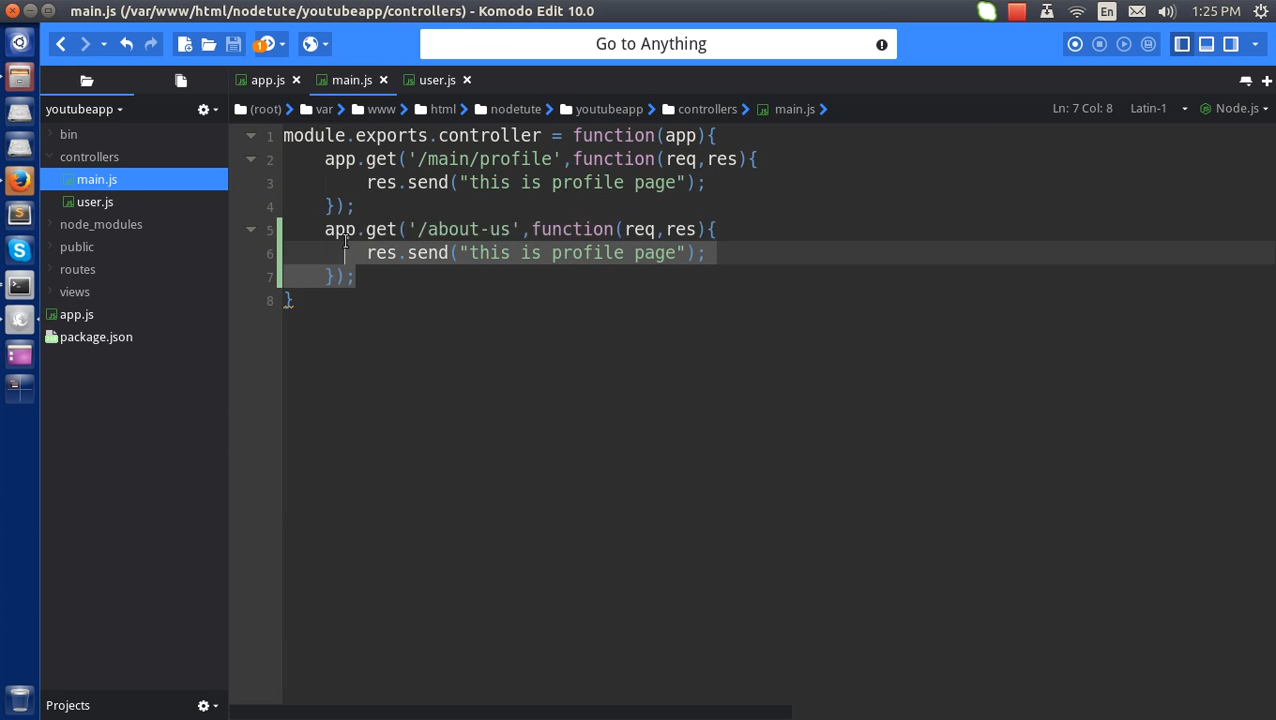 main.js (/var/www/html/nodetute/youtubeapp/controllers) - Komodo Edit 10.0
En
1:25 PM
1
Go to Anything
app.js
main.js
user.js
youtubeapp
(root)
var
www
html
nodetute
youtubeapp
controllers
main.js
Ln: 7 Col: 8
Latin-1
Node.js
bin
controllers
main.js
user.js
node_modules
public
routes
views
app.js
package.json
1 module.exports.controller = function(app){
2 app.get('/main/profile',function(req,res){
3 res.send("this is profile page");
4 });
5 app.get('/about-us',function(req,res){
6 res.send("this is profile page");
7 });
8 }
Projects